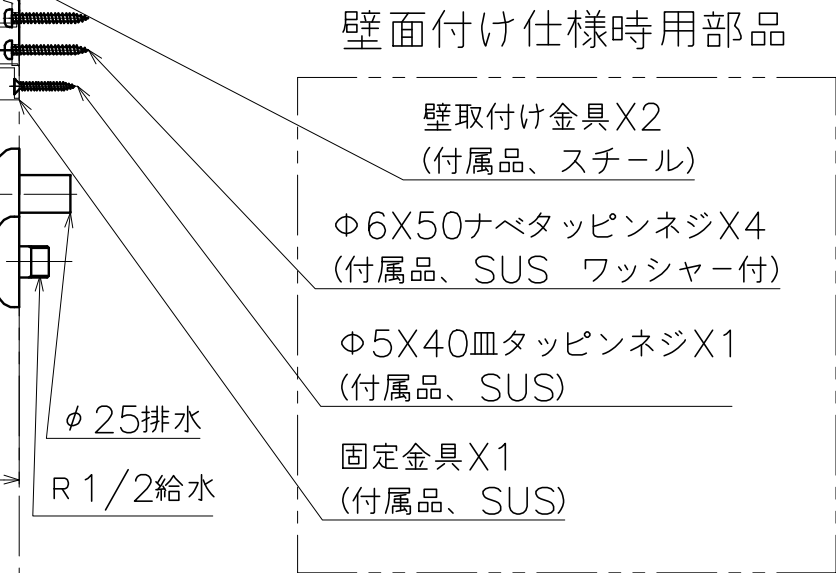 壁面付け仕様時用部品
壁取付け金具X2
(付属品、スチール)
Φ6X50ナベタッピンネジX4
(付属品、SUS　ワッシャー付)
Φ5X40皿タッピンネジX1
(付属品、SUS)
固定金具X1
(付属品、SUS)
φ25排水
R1/2給水